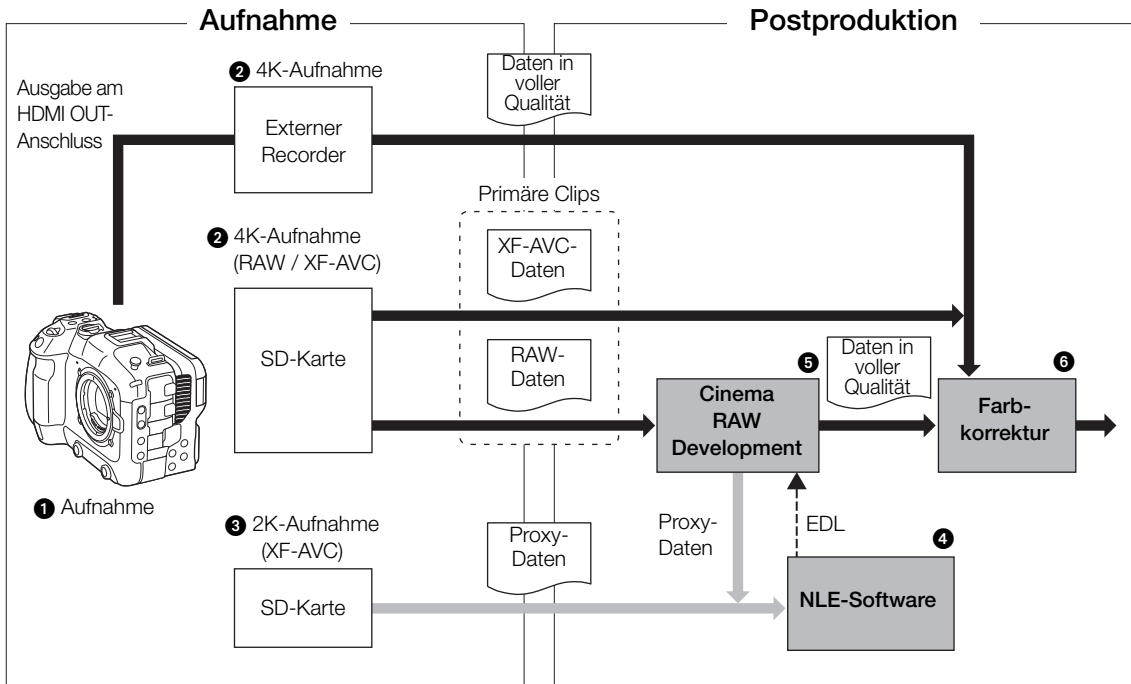 Aufnahme
Postproduktion
Ausgabe am
HDMI OUT-
Anschluss
❷ 4K-Aufnahme
Externer
Recorder
Daten in
voller
Qualität
Primäre Clips
❷ 4K-Aufnahme
(RAW / XF-AVC)
SD-Karte
XF-AVC-
Daten
RAW-
Daten
❶ Aufnahme
❺
Cinema
RAW
Development
Daten in
voller
Qualität
❻
Farb-
korrektur
❸ 2K-Aufnahme
(XF-AVC)
SD-Karte
Proxy-
Daten
Proxy-
Daten
EDL
❹
NLE-Software